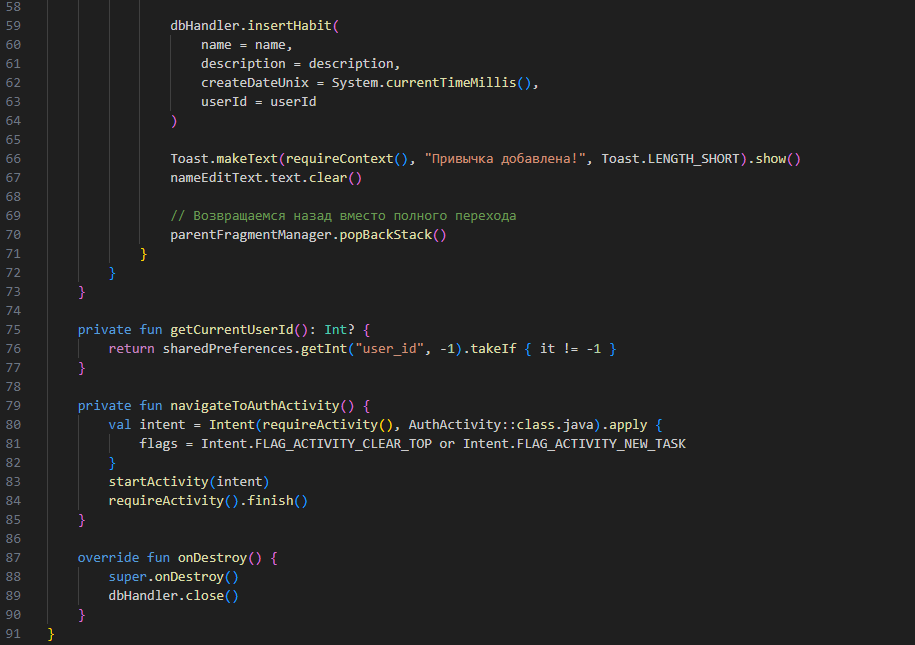 58
59 dbHandler.insertHabit(
60 name = name,
61 description = description,
62 createDateUnix = System.currentTimeMillis(),
63 userId = userId
64 )
65
66 Toast.makeText(requireContext(), "Привычка добавлена!", Toast.LENGTH_SHORT).show()
67 nameEditText.text.clear()
68
69 // Возвращаемся назад вместо полного перехода
70 parentFragmentManager.popBackStack()
71 }
72 }
73 }
74
75 private fun getCurrentUserId(): Int? {
76 return sharedPreferences.getInt("user_id", -1).takeIf { it != -1 }
77 }
78
79 private fun navigateToAuthActivity() {
80 val intent = Intent(requireActivity(), AuthActivity::class.java).apply {
81 flags = Intent.FLAG_ACTIVITY_CLEAR_TOP or Intent.FLAG_ACTIVITY_NEW_TASK
82 }
83 startActivity(intent)
84 requireActivity().finish()
85 }
86
87 override fun onDestroy() {
88 super.onDestroy()
89 dbHandler.close()
90 }
91 }